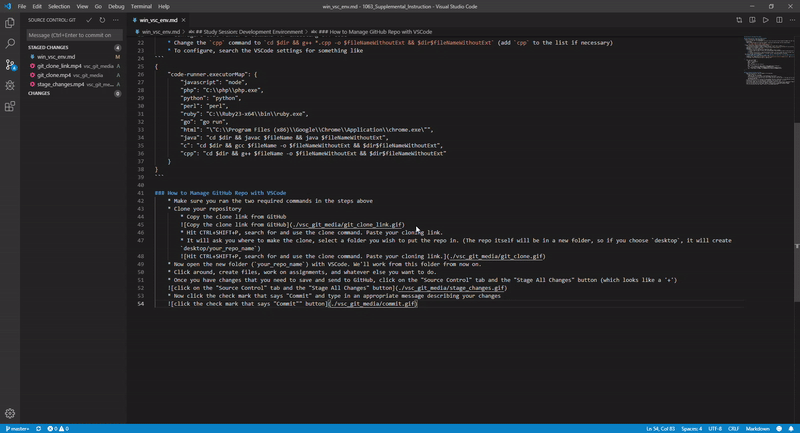 File Edit Selection View Go Debug Terminal Help
win_vsc_env.md - 1063_Supplemental_Instruction - Visual Studio Code
SOURCE CONTROL: GIT
Message (Ctrl+Enter to commit on
STAGED CHANGES 4
win_vsc_env.md M
git_clone_link.mp4 vsc_git_media
git_clone.mp4 vsc_git_media
stage_changes.mp4 vsc_git_m...
CHANGES 0
win_vsc_env.md
win_vsc_env.md > ### Study Session: Development Environment > ### How to Manage GitHub Repo with VSCode
22 * Change the `cpp` command to `cd $dir && g++ *.cpp -o $fileNameWithoutExt && $dir$fileNameWithoutExt` (add `cpp` to the list if necessary)
23 * To configure, search the VSCode settings for something like
24 ```
25 {
26 "code-runner.executorMap": {
27 "javascript": "node",
28 "php": "C:\\php\\php.exe",
29 "python": "python",
30 "perl": "perl",
31 "ruby": "C:\\Ruby23-x64\\bin\\ruby.exe",
32 "go": "go run",
33 "html": "\"C:\\Program Files (x86)\\Google\\Chrome\\Application\\chrome.exe\"",
34 "java": "cd $dir && javac $fileName && java $fileNameWithoutExt",
35 "c": "cd $dir && gcc $fileName -o $fileNameWithoutExt && $dir$fileNameWithoutExt",
36 "cpp": "cd $dir && g++ $fileName -o $fileNameWithoutExt && $dir$fileNameWithoutExt"
37 }
38 }
39 ```
40
41 ### How to Manage GitHub Repo with VSCode
42 * Make sure you ran the two required commands in the steps above
43 * Clone your repository
44 * Copy the clone link from GitHub
45 ![Copy the clone link from GitHub](./vsc_git_media/git_clone_link.gif)
46 * Hit CTRL+SHIFT+P, search for and use the clone command. Paste your cloning link.
47 * It will ask you where to make the clone, select a folder you wish to put the repo in. (The repo itself will be in a new folder, so if you choose `desktop`, it will create
`desktop/your_repo_name`)
48 ![Hit CTRL+SHIFT+P, search for and use the clone command. Paste your cloning link.](./vsc_git_media/git_clone.gif)
49 * Now open the new folder (`your_repo_name`) with VSCode. We'll work from this folder from now on.
50 * Click around, create files, work on assignments, and whatever else you want to do.
51 * Once you have changes that you need to save and send to GitHub, click on the "Source Control" tab and the "Stage All Changes" button (which looks like a `+`)
52 ![click on the "Source Control" tab and the "Stage All Changes" button](./vsc_git_media/stage_changes.gif)
53 * Now click the check mark that says "Commit" and type in an appropriate message describing your changes
54 ![click the check mark that says "Commit"" button](./vsc_git_media/commit.gif)
master+ 0 0
Ln 54, Col 83 Spaces: 4 UTF-8 CRLF Markdown